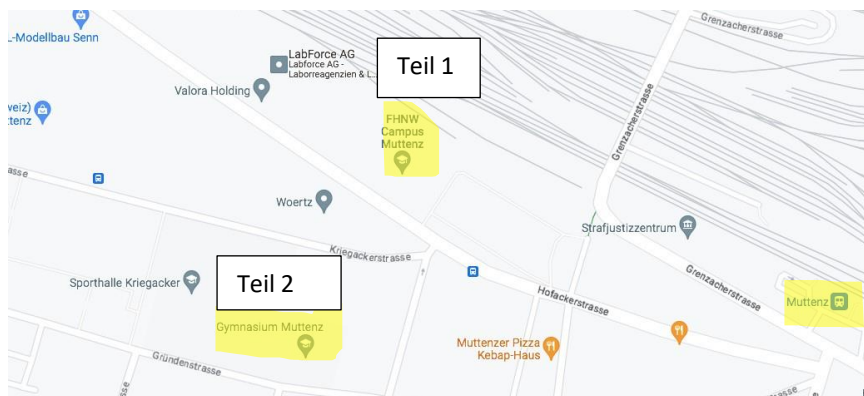 Grenzacherstrasse
-Modellbau Senn
LabForce AG
Labforce AG -
Laborreagenzien & L...
Teil 1
Valora Holding
weiz)
ttenz
FHNW
Campus
Muttenz
Grenzacherstrasse
asse
Woertz
Strafjustizzentrum
Kriegackerstrasse
Sporthalle Kriegacker
Teil 2
Grenzacherstrasse
Hofackerstrasse
Muttenz
Gymnasium Muttenz
Muttenzer Pizza
Kebap-Haus
Gründenstrasse